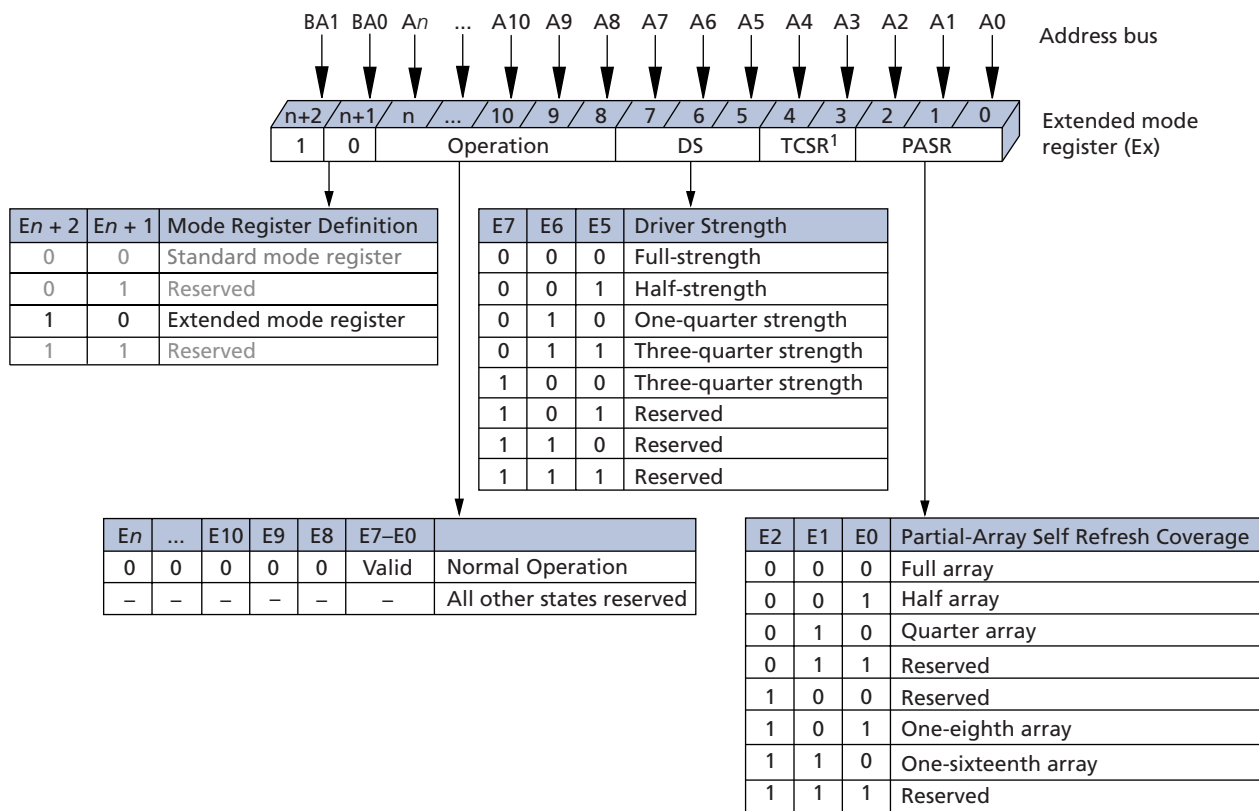 BA1 BA0 An ... A10 A9 A8 A7 A6 A5 A4 A3 A2 A1 A0 Address bus
n+2 n+1 n ... 10 9 8 7 6 5 4 3 2 1 0 Extended mode
register (Ex)
1 0 Operation DS TCSR1 PASR
En + 2 En + 1 Mode Register Definition
0 0 Standard mode register
0 1 Reserved
1 0 Extended mode register
1 1 Reserved
E7 E6 E5 Driver Strength
0 0 0 Full-strength
0 0 1 Half-strength
0 1 0 One-quarter strength
0 1 1 Three-quarter strength
1 0 0 Three-quarter strength
1 0 1 Reserved
1 1 0 Reserved
1 1 1 Reserved
En ... E10 E9 E8 E7–E0
0 0 0 0 0 Valid Normal Operation
– – – – – – All other states reserved
E2 E1 E0 Partial-Array Self Refresh Coverage
0 0 0 Full array
0 0 1 Half array
0 1 0 Quarter array
0 1 1 Reserved
1 0 0 Reserved
1 0 1 One-eighth array
1 1 0 One-sixteenth array
1 1 1 Reserved